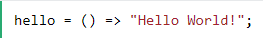 hello = () => "Hello World!";